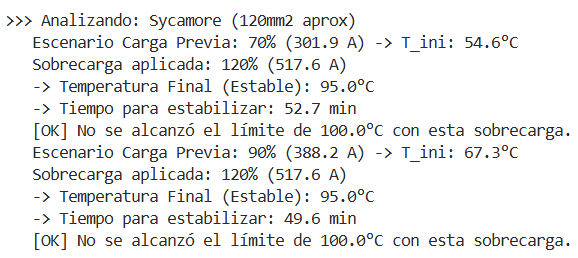 >>> Analizando: Sycamore (120mm2 aprox)
Escenario Carga Previa: 70% (301.9 A) -> T_ini: 54.6°C
Sobrecarga aplicada: 120% (517.6 A)
-> Temperatura Final (Estable): 95.0°C
-> Tiempo para estabilizar: 52.7 min
[OK] No se alcanzó el límite de 100.0°C con esta sobrecarga.
Escenario Carga Previa: 90% (388.2 A) -> T_ini: 67.3°C
Sobrecarga aplicada: 120% (517.6 A)
-> Temperatura Final (Estable): 95.0°C
-> Tiempo para estabilizar: 49.6 min
[OK] No se alcanzó el límite de 100.0°C con esta sobrecarga.